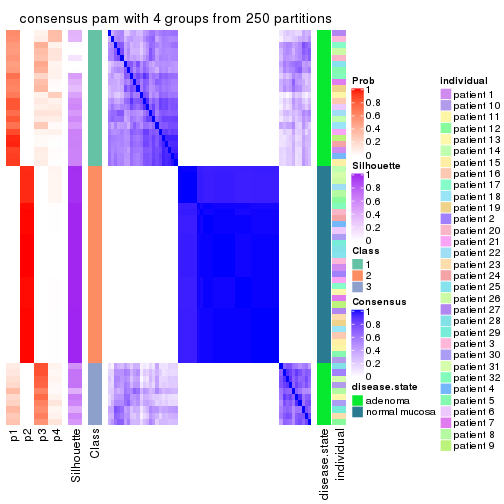 consensus pam with 4 groups from 250 partitions
p1
p2
p3
p4
Silhouette
Class
disease.state
individual
Prob
1
0.8
0.6
0.4
0.2
0
Silhouette
1
0.8
0.6
0.4
0.2
0
Class
1
2
3
Consensus
1
0.8
0.6
0.4
0.2
0
disease.state
adenoma
normal mucosa
individual
patient 1
patient 10
patient 11
patient 12
patient 13
patient 14
patient 15
patient 16
patient 17
patient 18
patient 19
patient 2
patient 20
patient 21
patient 22
patient 23
patient 24
patient 25
patient 26
patient 27
patient 28
patient 29
patient 3
patient 30
patient 31
patient 32
patient 4
patient 5
patient 6
patient 7
patient 8
patient 9